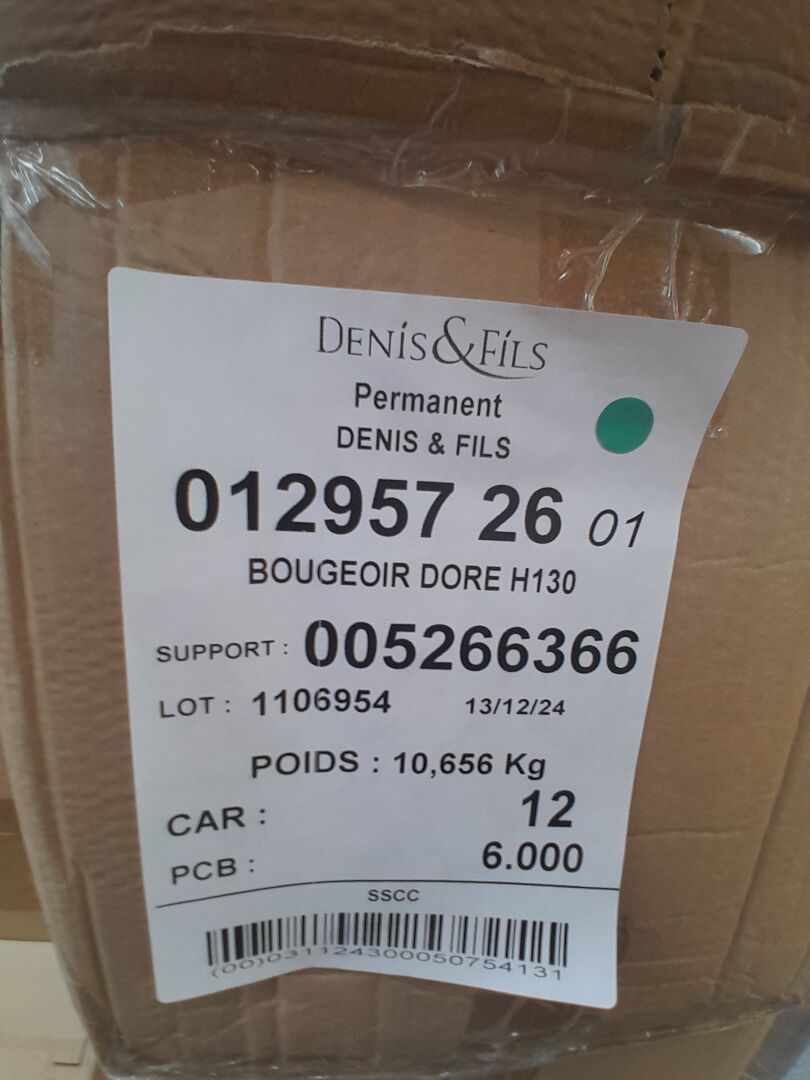 DENIS&FILS
Permanent
DENIS & FILS
012957 26 01
BOUGEOIR DORE H130
SUPPORT : 005266366
LOT : 1106954 13/12/24
POIDS : 10,656 Kg
CAR : 12
PCB : 6.000
SSCC
(00)031124300050754131